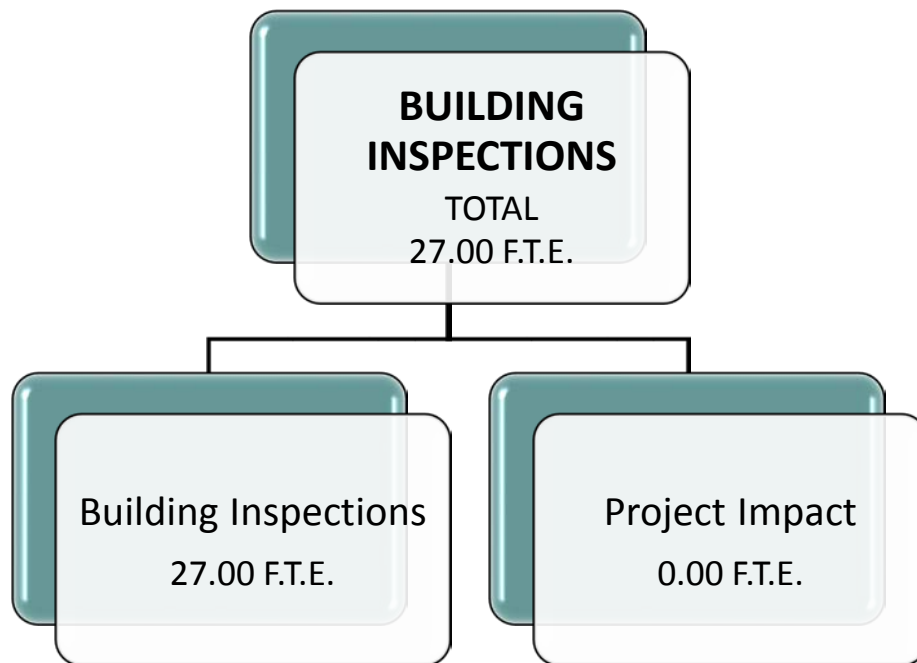 BUILDING
INSPECTIONS
TOTAL
27.00 F.T.E.
Building Inspections
27.00 F.T.E.
Project Impact
0.00 F.T.E.